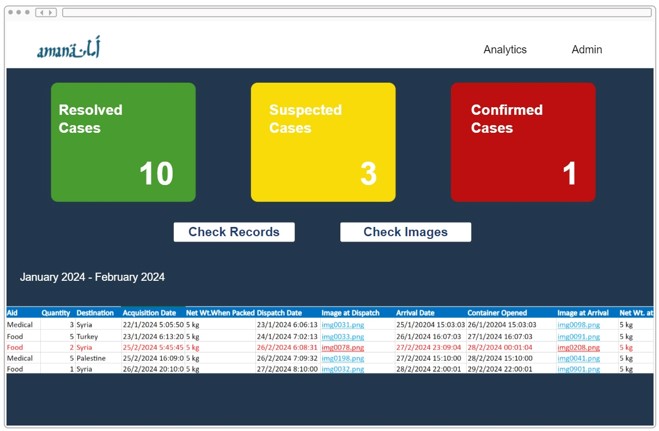 amanä أمانة
Analytics
Admin
Resolved
Cases
10
Suspected
Cases
3
Confirmed
Cases
1
Check Records
Check Images
January 2024 - February 2024
Aid Quantity Destination Acquisition Date Net Wt.When Packed Dispatch Date Image at Dispatch Arrival Date Container Opened Image at Arrival Net Wt. at
Medical 3 Syria 22/1/2024 5:05:50 5 kg 23/1/2024 6:06:13 img0031.png 25/1/20204 15:03:03 26/1/20204 15:03:03 img0098.png 5 kg
Food 5 Turkey 23/1/2024 6:13:20 5 kg 24/1/2024 7:02:13 img0033.png 26/1/2024 16:07:03 27/1/2024 16:07:03 img0091.png 5 kg
Food 2 Syria 25/2/2024 5:45:45 5 kg 26/2/2024 6:08:31 img0078.png 27/2/2024 23:09:04 28/2/2024 00:01:04 img0208.png 5 kg
Medical 5 Palestine 25/2/2024 16:09:0 5 kg 26/2/2024 7:09:32 img0198.png 27/2/2024 15:10:00 28/2/2024 15:10:00 img0041.png 5 kg
Food 1 Syria 26/2/2024 20:10:0 5 kg 27/2/2024 8:10:00 img0032.png 28/2/2024 22:00:01 29/2/2024 22:00:01 img0901.png 5 kg